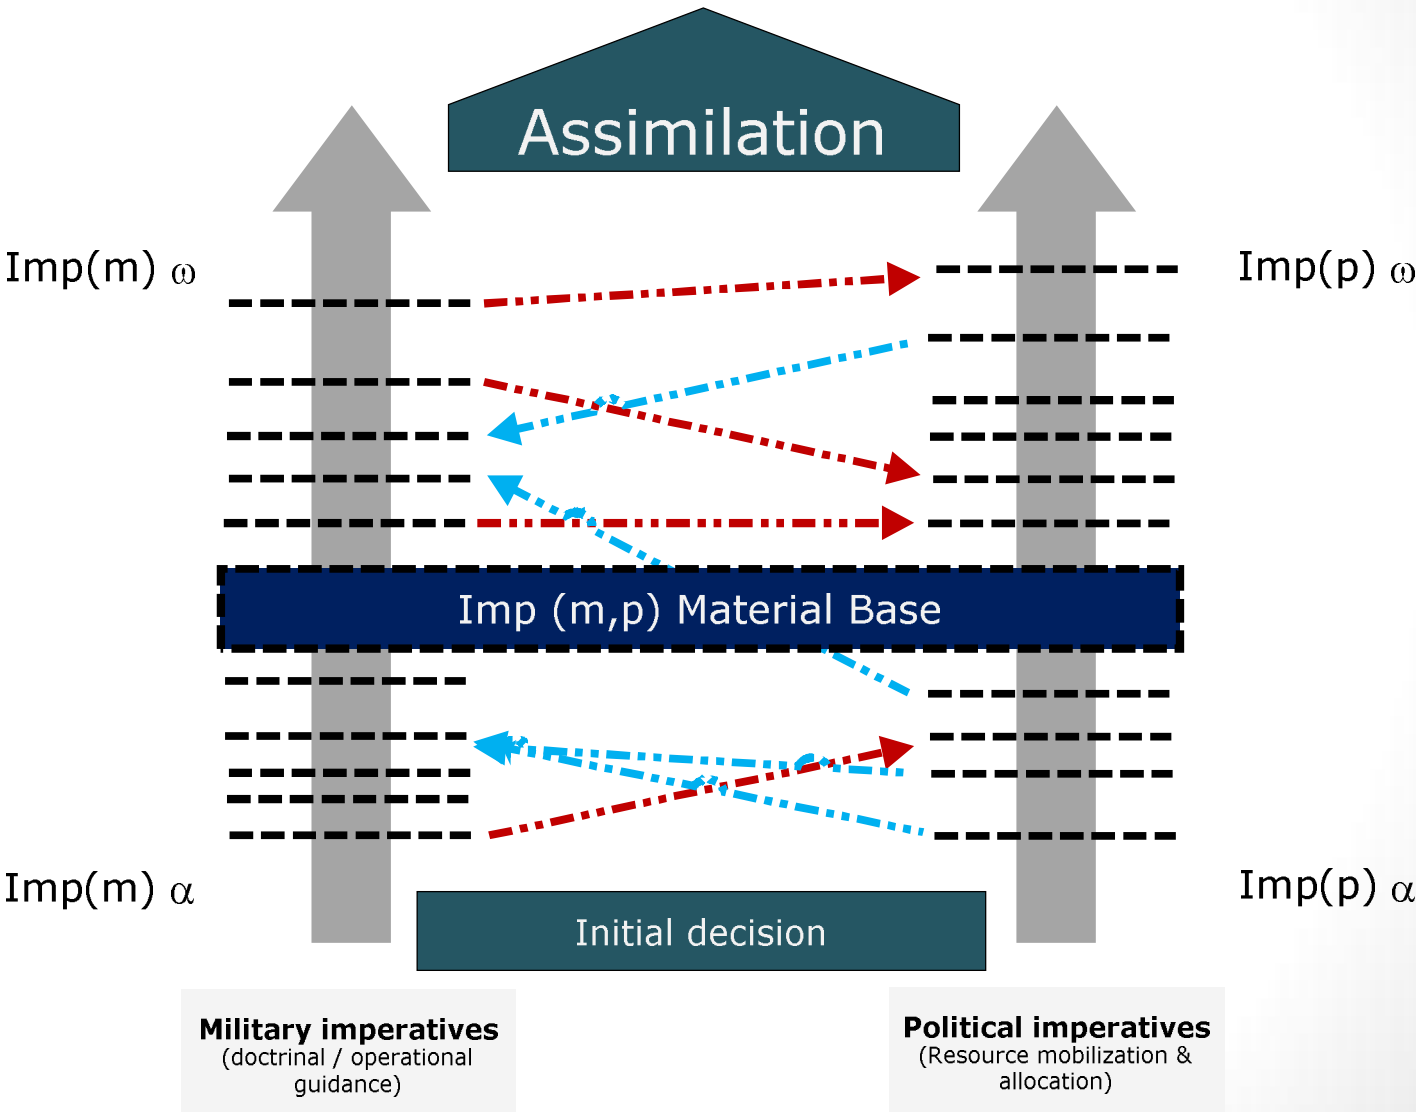 Assimilation
Imp(m) ω
Imp(p) ω
Imp (m,p) Material Base
Imp(m) α
Imp(p) α
Initial decision
Military imperatives
(doctrinal / operational
guidance)
Political imperatives
(Resource mobilization &
allocation)